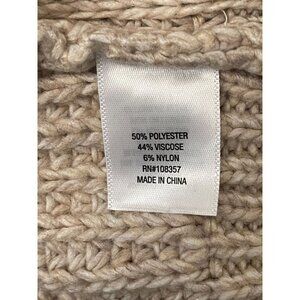 50% POLYESTER
44% VISCOSE
6% NYLON
RN#108357
MADE IN CHINA